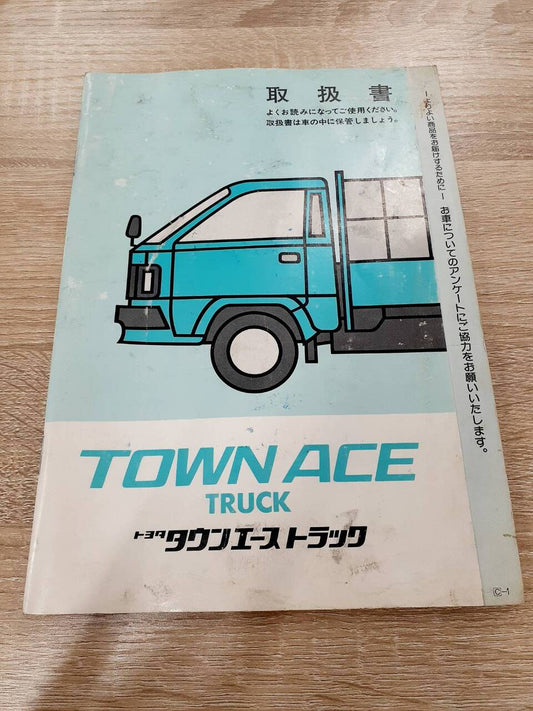 取扱書
よくお読みになってご使用ください。
取扱書は車の中に保管しましょう。
ーよりよい商品をお届けするためにー お車についてのアンケートにご協力をお願いいたします。
TOWN ACE
TRUCK
トヨタ タウンエース トラック
C-1